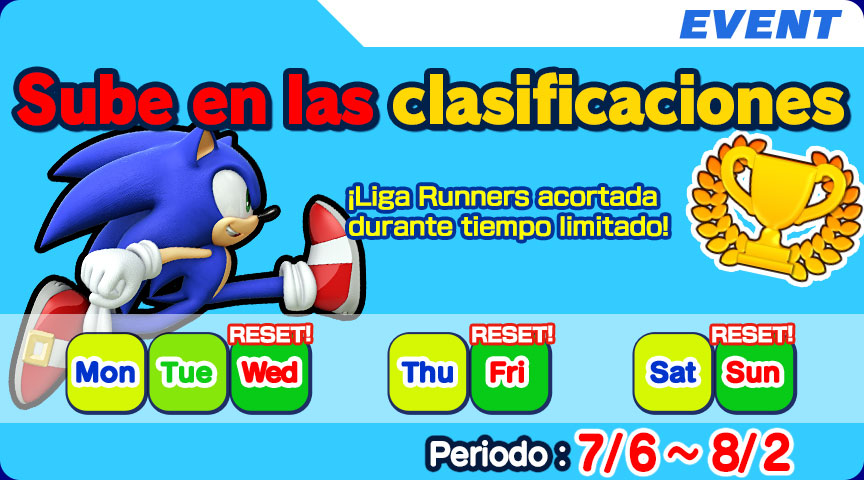 EVENT
Sube en las clasificaciones
¡Liga Runners acortada
durante tiempo limitado!
RESET! RESET! RESET!
Mon Tue Wed Thu Fri Sat Sun
Periodo : 7/6 ~ 8/2